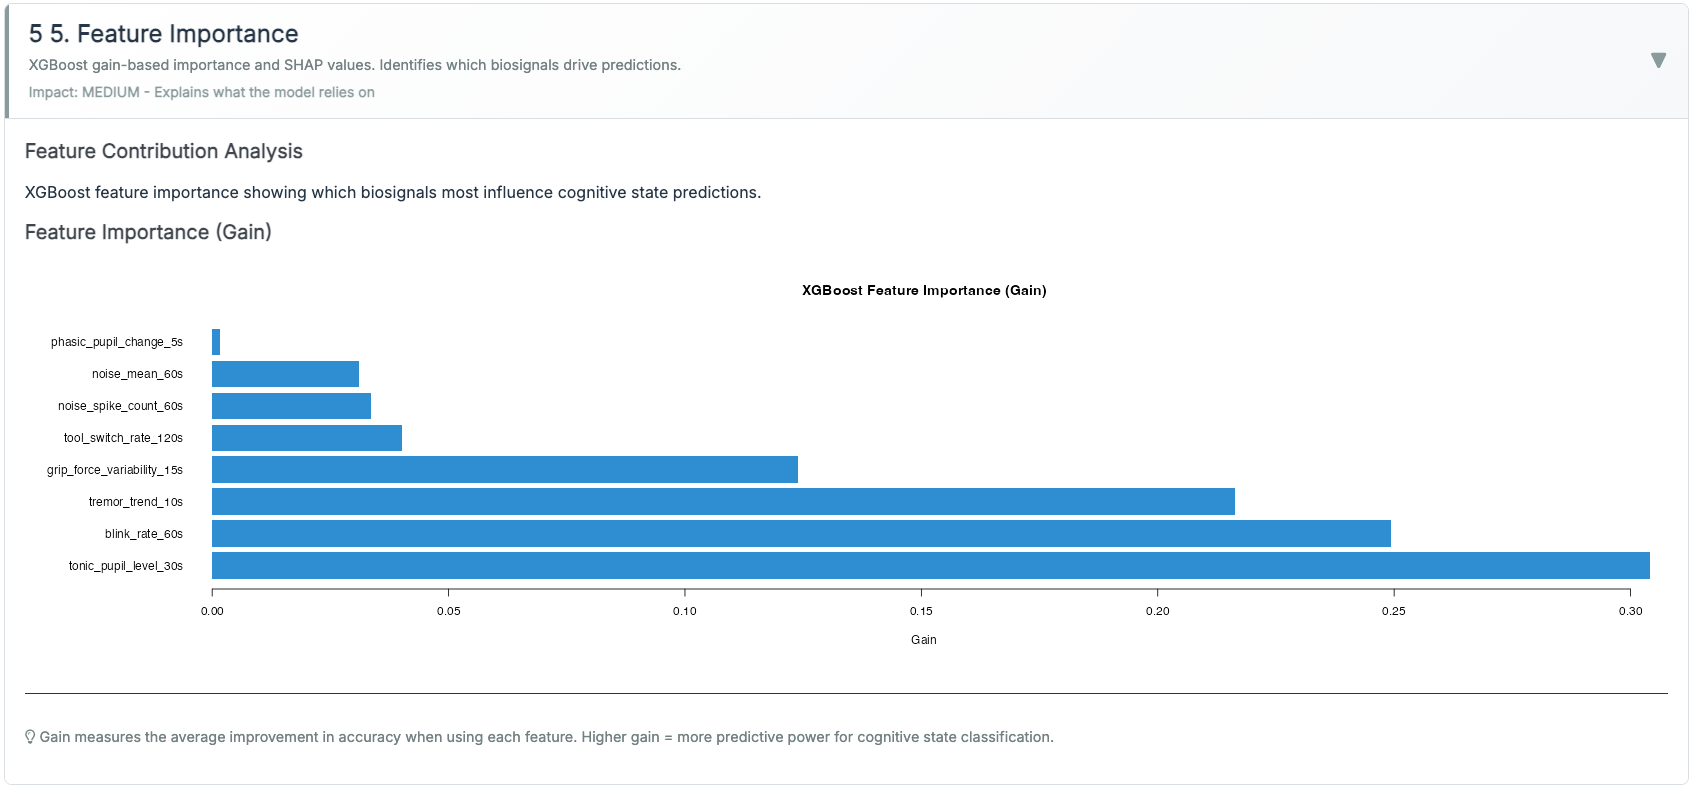 5 5. Feature Importance
XGBoost gain-based importance and SHAP values. Identifies which biosignals drive predictions.
Impact: MEDIUM - Explains what the model relies on
Feature Contribution Analysis
XGBoost feature importance showing which biosignals most influence cognitive state predictions.
Feature Importance (Gain)
XGBoost Feature Importance (Gain)
phasic_pupil_change_5s
noise_mean_60s
noise_spike_count_60s
tool_switch_rate_120s
grip_force_variability_15s
tremor_trend_10s
blink_rate_60s
tonic_pupil_level_30s
0.00 0.05 0.10 0.15 0.20 0.25 0.30
Gain
Gain measures the average improvement in accuracy when using each feature. Higher gain = more predictive power for cognitive state classification.